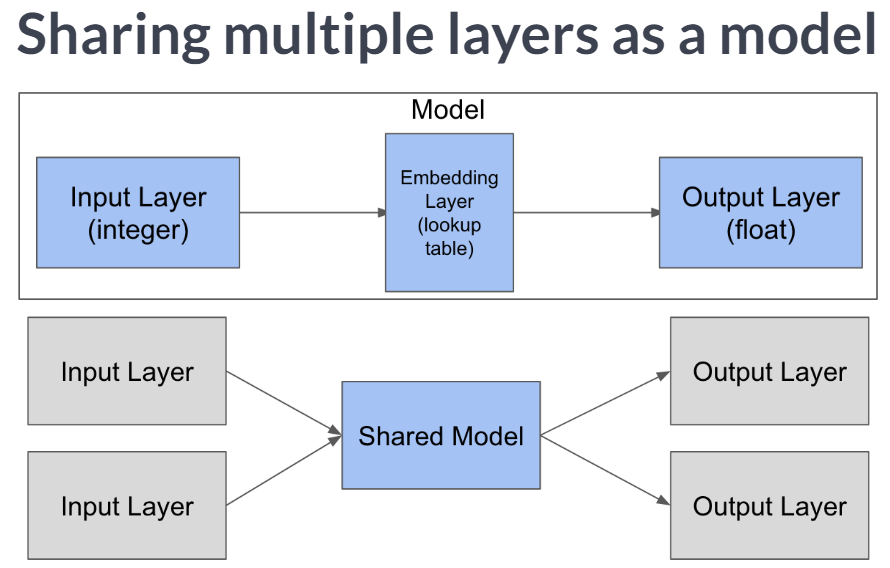 Sharing multiple layers as a model
Model
Input Layer
(integer)
Embedding
Layer
(lookup
table)
Output Layer
(float)
Input Layer
Output Layer
Shared Model
Input Layer
Output Layer